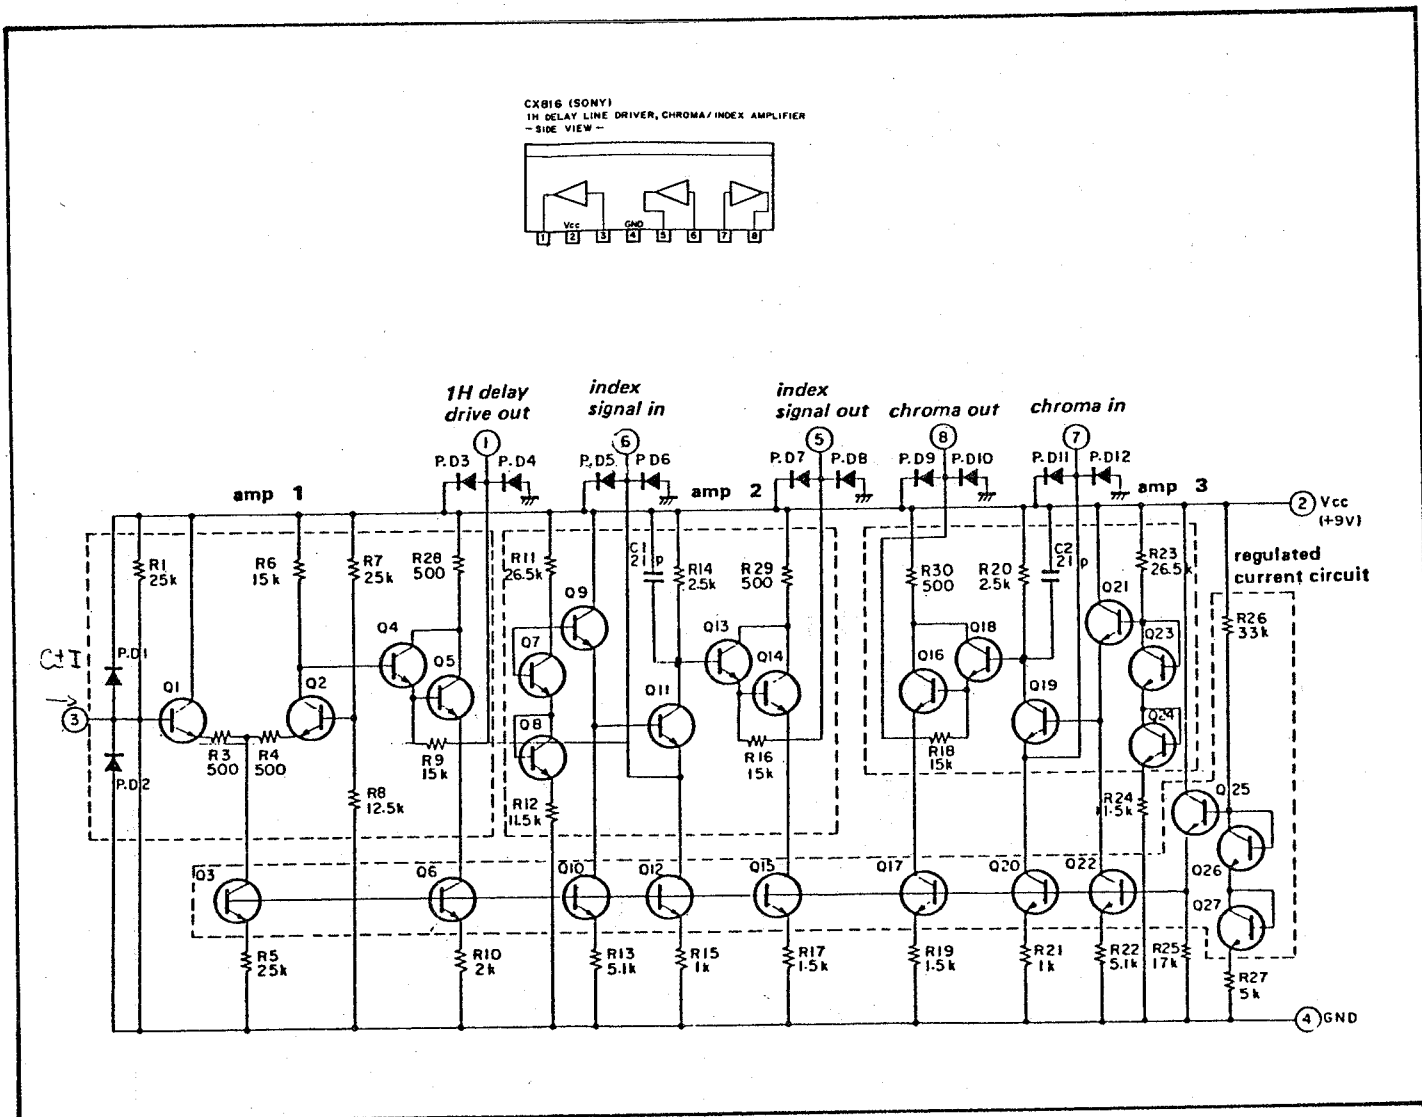 CX816 (SONY)
1H DELAY LINE DRIVER, CHROMA/INDEX AMPLIFIER
- SIDE VIEW -
Vcc
GND
1 2 3 4 5 6 7 8
1H delay
drive out
index
signal in
index
signal out
chroma out
chroma in
1
6
5
8
7
P.D3 P.D4
P.D5 P.D6
P.D7 P.D8
P.D9 P.D10
P.D11 P.D12
amp 1
amp 2
amp 3
2 Vcc
(+9V)
regulated
current circuit
R1
25k
R6
15k
R7
25k
R28
500
R11
26.5k
C1
21p
R14
2.5k
R29
500
R30
500
R20
2.5k
C2
21p
R23
26.5k
R26
33k
C+I
3
P.D1
P.D2
Q1
Q2
Q4
Q5
Q7
Q8
Q9
Q11
Q13
Q14
Q16
Q18
Q19
Q21
Q23
Q24
R3
500
R4
500
R8
12.5k
R9
15k
R12
11.5k
R16
15k
R18
15k
R24
11.5k
Q25
Q26
Q27
Q3
Q6
Q10
Q12
Q15
Q17
Q20
Q22
R5
25k
R10
2k
R13
5.1k
R15
1k
R17
1.5k
R19
1.5k
R21
1k
R22
5.1k
R25
17k
R27
5k
4 GND